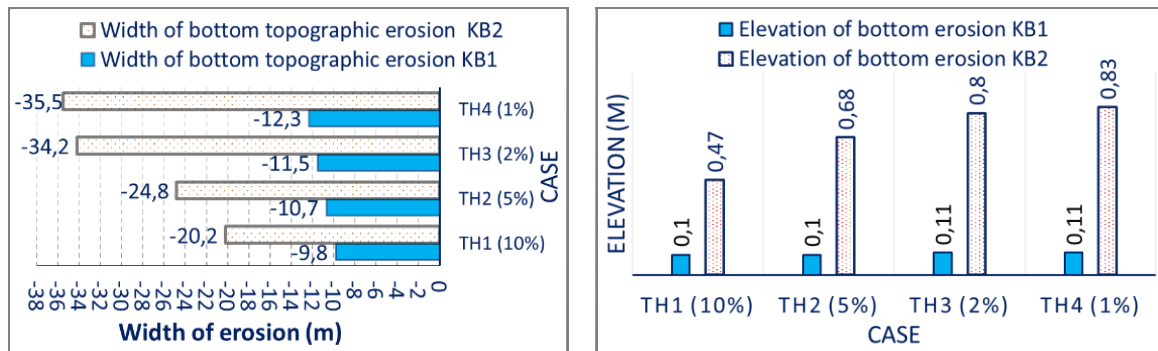 Width of bottom topographic erosion KB2
Width of bottom topographic erosion KB1
-35,5
-12,3
TH4 (1%)
-34,2
-11,5
TH3 (2%)
-24,8
-10,7
TH2 (5%)
-20,2
-9,8
TH1 (10%)
CASE
-38
-36
-34
-32
-30
-28
-26
-24
-22
-20
-18
-16
-14
-12
-10
-8
-6
-4
-2
0
Width of erosion (m)
Elevation of bottom erosion KB1
Elevation of bottom erosion KB2
ELEVATION (M)
0,1
0,47
0,1
0,68
0,11
0,8
0,11
0,83
TH1 (10%) TH2 (5%) TH3 (2%) TH4 (1%)
CASE